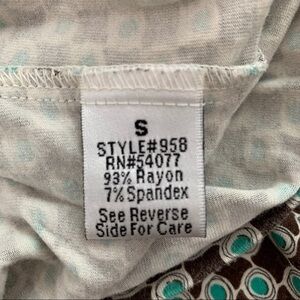 S
STYLE#958
RN#54077
93% Rayon
7% Spandex
See Reverse
Side For Care